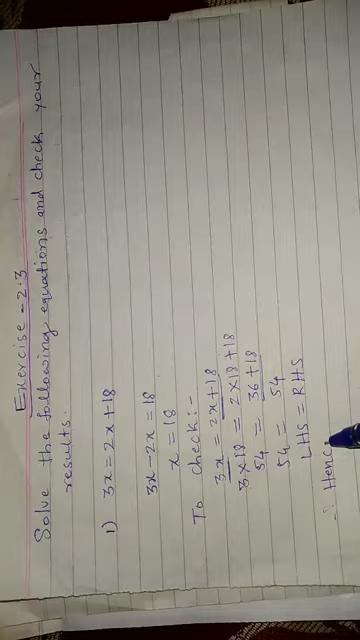 Exercise - 2.3
Solve the following equations and check your
results.
1) 3x = 2x + 18
3x - 2x = 18
x = 18
To check :-
3x = 2x + 18
3 × 18 = 2 × 18 + 18
54 = 36 + 18
54 = 54
LHS = RHS
∴ Henc